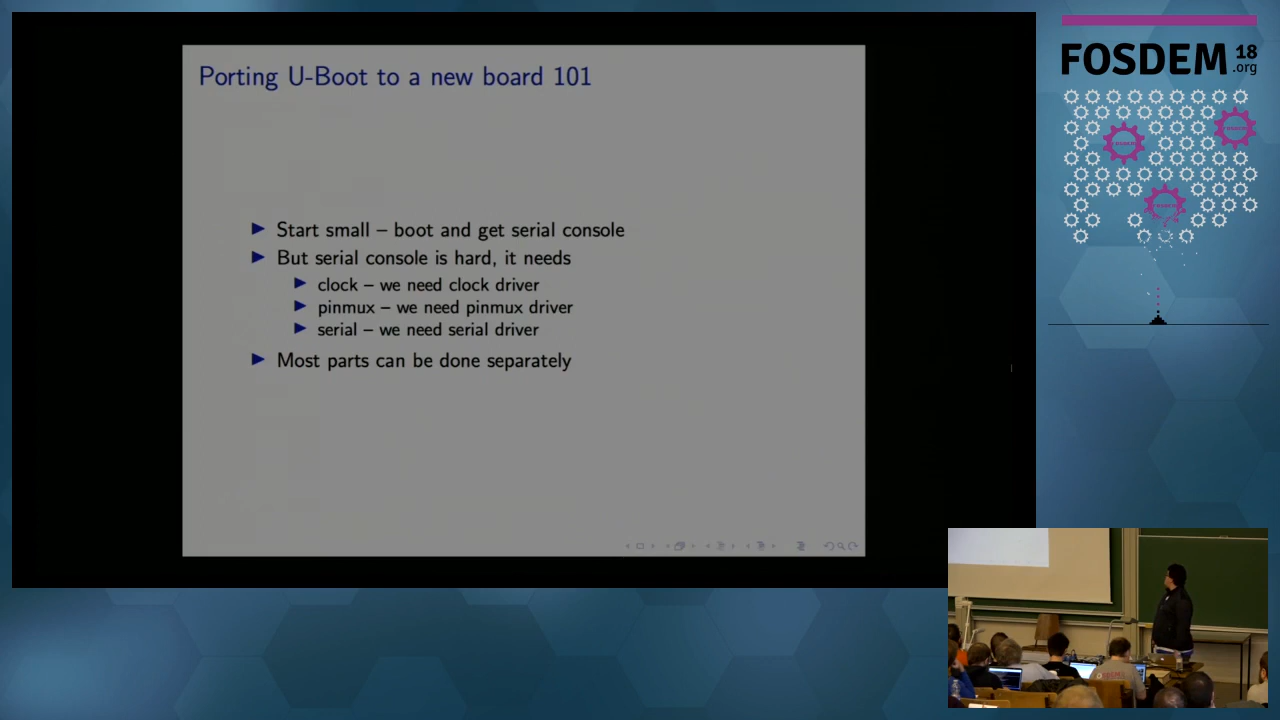 Porting U-Boot to a new board 101
Start small – boot and get serial console
But serial console is hard, it needs
clock – we need clock driver
pinmux – we need pinmux driver
serial – we need serial driver
Most parts can be done separately
FOSDEM 18
.org